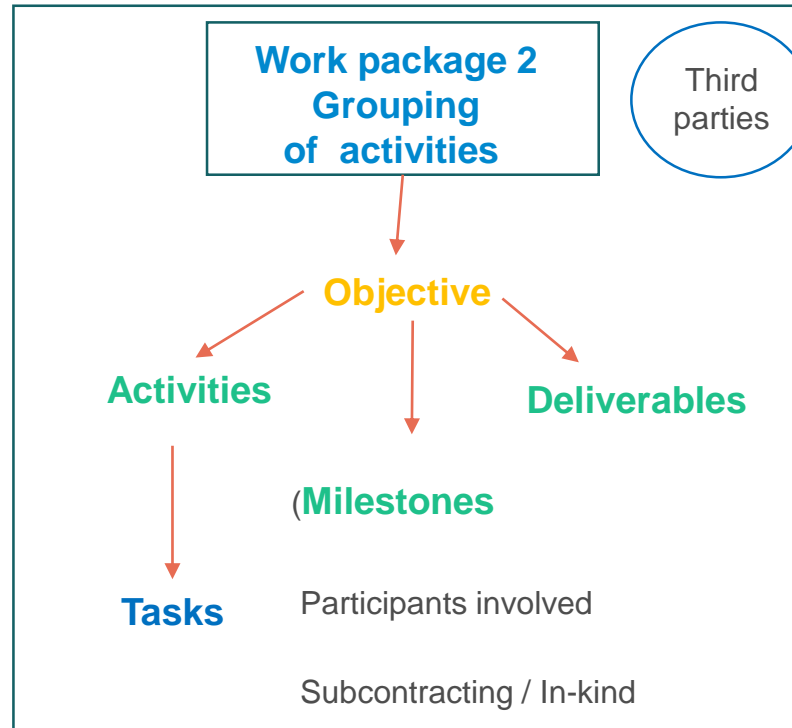 Work package 2
Grouping
of activities
Third
parties
Objective
Activities
Deliverables
(Milestones
Tasks
Participants involved
Subcontracting / In-kind